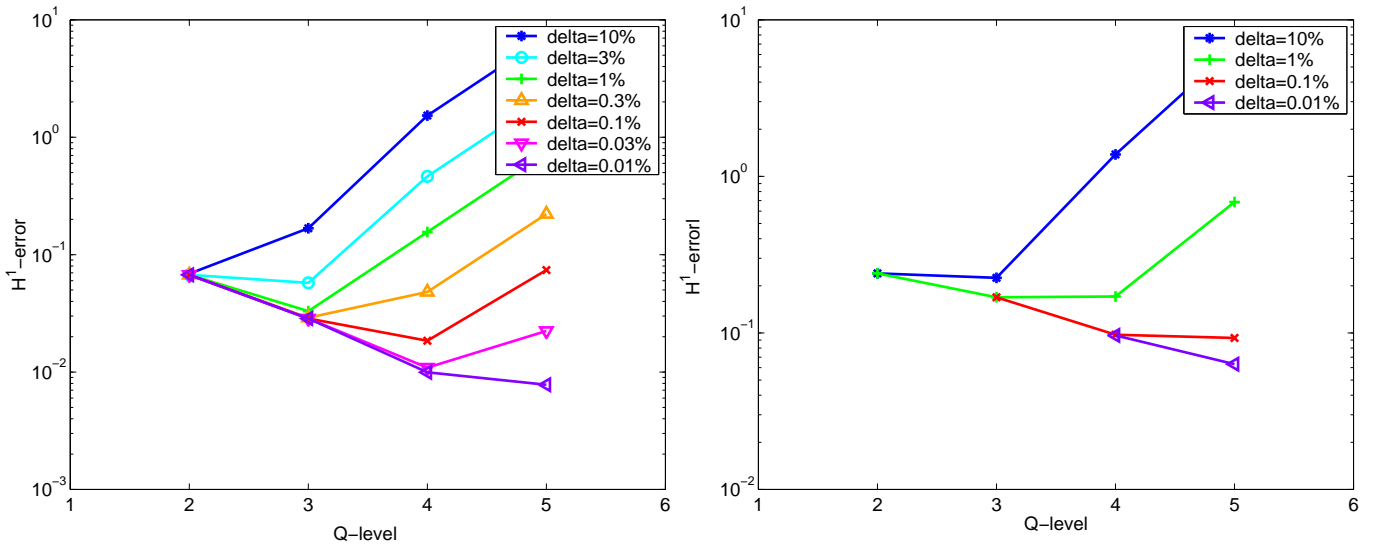 10^1
10^0
10^−1
10^−2
10^−3
H^1−error
1 2 3 4 5 6
Q−level
delta=10%
delta=3%
delta=1%
delta=0.3%
delta=0.1%
delta=0.03%
delta=0.01%
10^1
10^0
10^−1
10^−2
H^1−errorl
1 2 3 4 5 6
Q−level
delta=10%
delta=1%
delta=0.1%
delta=0.01%